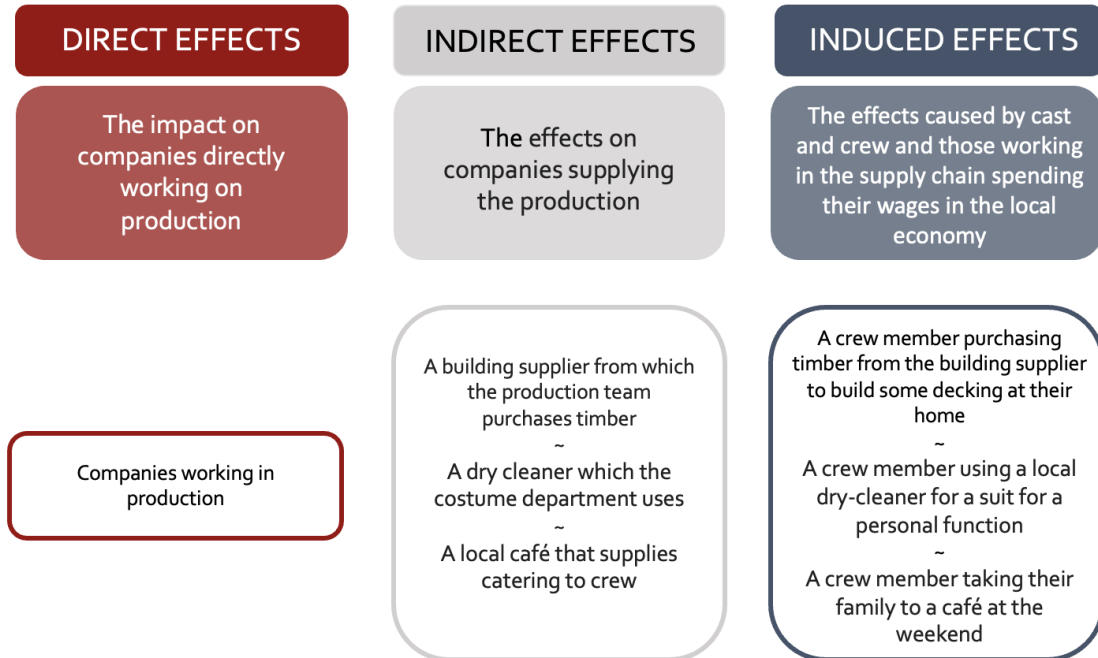 DIRECT EFFECTS
The impact on
companies directly
working on
production
Companies working in
production
INDIRECT EFFECTS
The effects on
companies supplying
the production
A building supplier from which
the production team
purchases timber
~
A dry cleaner which the
costume department uses
~
A local café that supplies
catering to crew
INDUCED EFFECTS
The effects caused by cast
and crew and those working
in the supply chain spending
their wages in the local
economy
A crew member purchasing
timber from the building supplier
to build some decking at their
home
~
A crew member using a local
dry-cleaner for a suit for a
personal function
~
A crew member taking their
family to a café at the
weekend